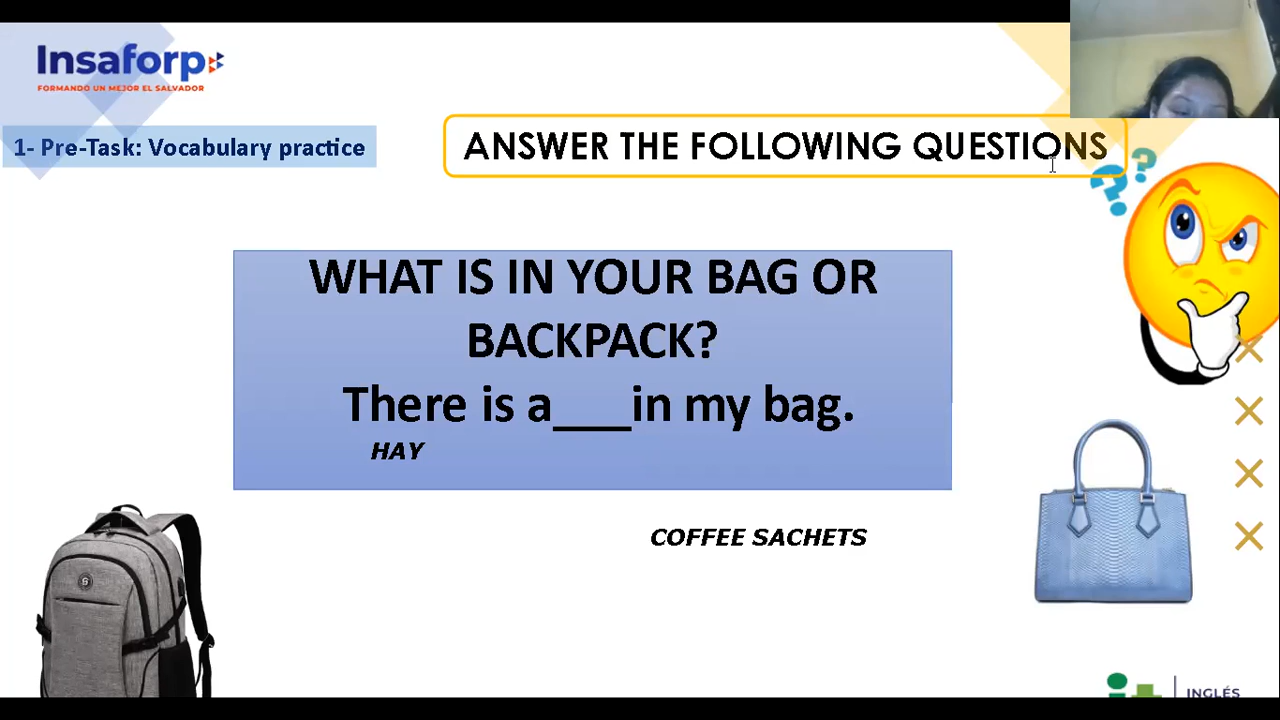 Insaforp
FORMANDO UN MEJOR EL SALVADOR
1- Pre-Task: Vocabulary practice
ANSWER THE FOLLOWING QUESTIONS
WHAT IS IN YOUR BAG OR
BACKPACK?
There is a___in my bag.
HAY
COFFEE SACHETS
INGLÉS